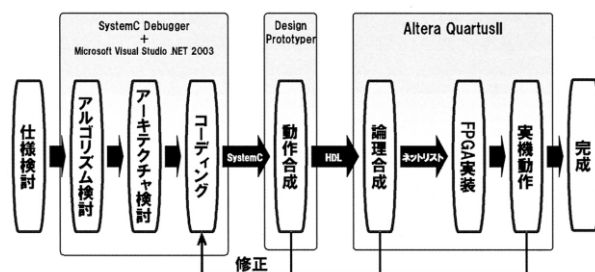 SystemC Debugger
+
Microsoft Visual Studio .NET 2003
Design
Prototyper
Altera QuartusII
仕様検討
アルゴリズム検討
アーキテクチャ検討
コーディング
SystemC
動作合成
HDL
論理合成
ネットリスト
FPGA実装
実機動作
完成
修正